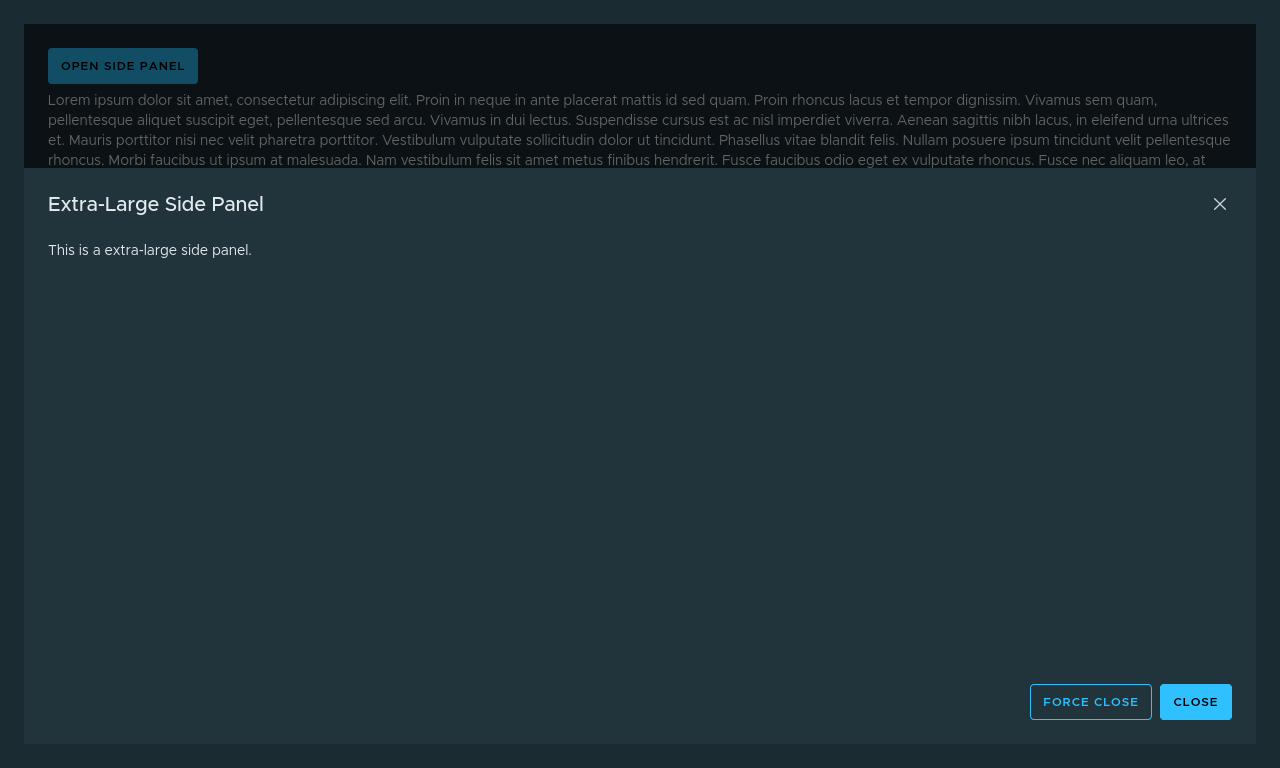 OPEN SIDE PANEL
Lorem ipsum dolor sit amet, consectetur adipiscing elit. Proin in neque in ante placerat mattis id sed quam. Proin rhoncus lacus et tempor dignissim. Vivamus sem quam,
pellentesque aliquet suscipit eget, pellentesque sed arcu. Vivamus in dui lectus. Suspendisse cursus est ac nisl imperdiet viverra. Aenean sagittis nibh lacus, in eleifend urna ultrices
et. Mauris porttitor nisi nec velit pharetra porttitor. Vestibulum vulputate sollicitudin dolor ut tincidunt. Phasellus vitae blandit felis. Nullam posuere ipsum tincidunt velit pellentesque
rhoncus. Morbi faucibus ut ipsum at malesuada. Nam vestibulum felis sit amet metus finibus hendrerit. Fusce faucibus odio eget ex vulputate rhoncus. Fusce nec aliquam leo, at
Extra-Large Side Panel
This is a extra-large side panel.
FORCE CLOSE
CLOSE